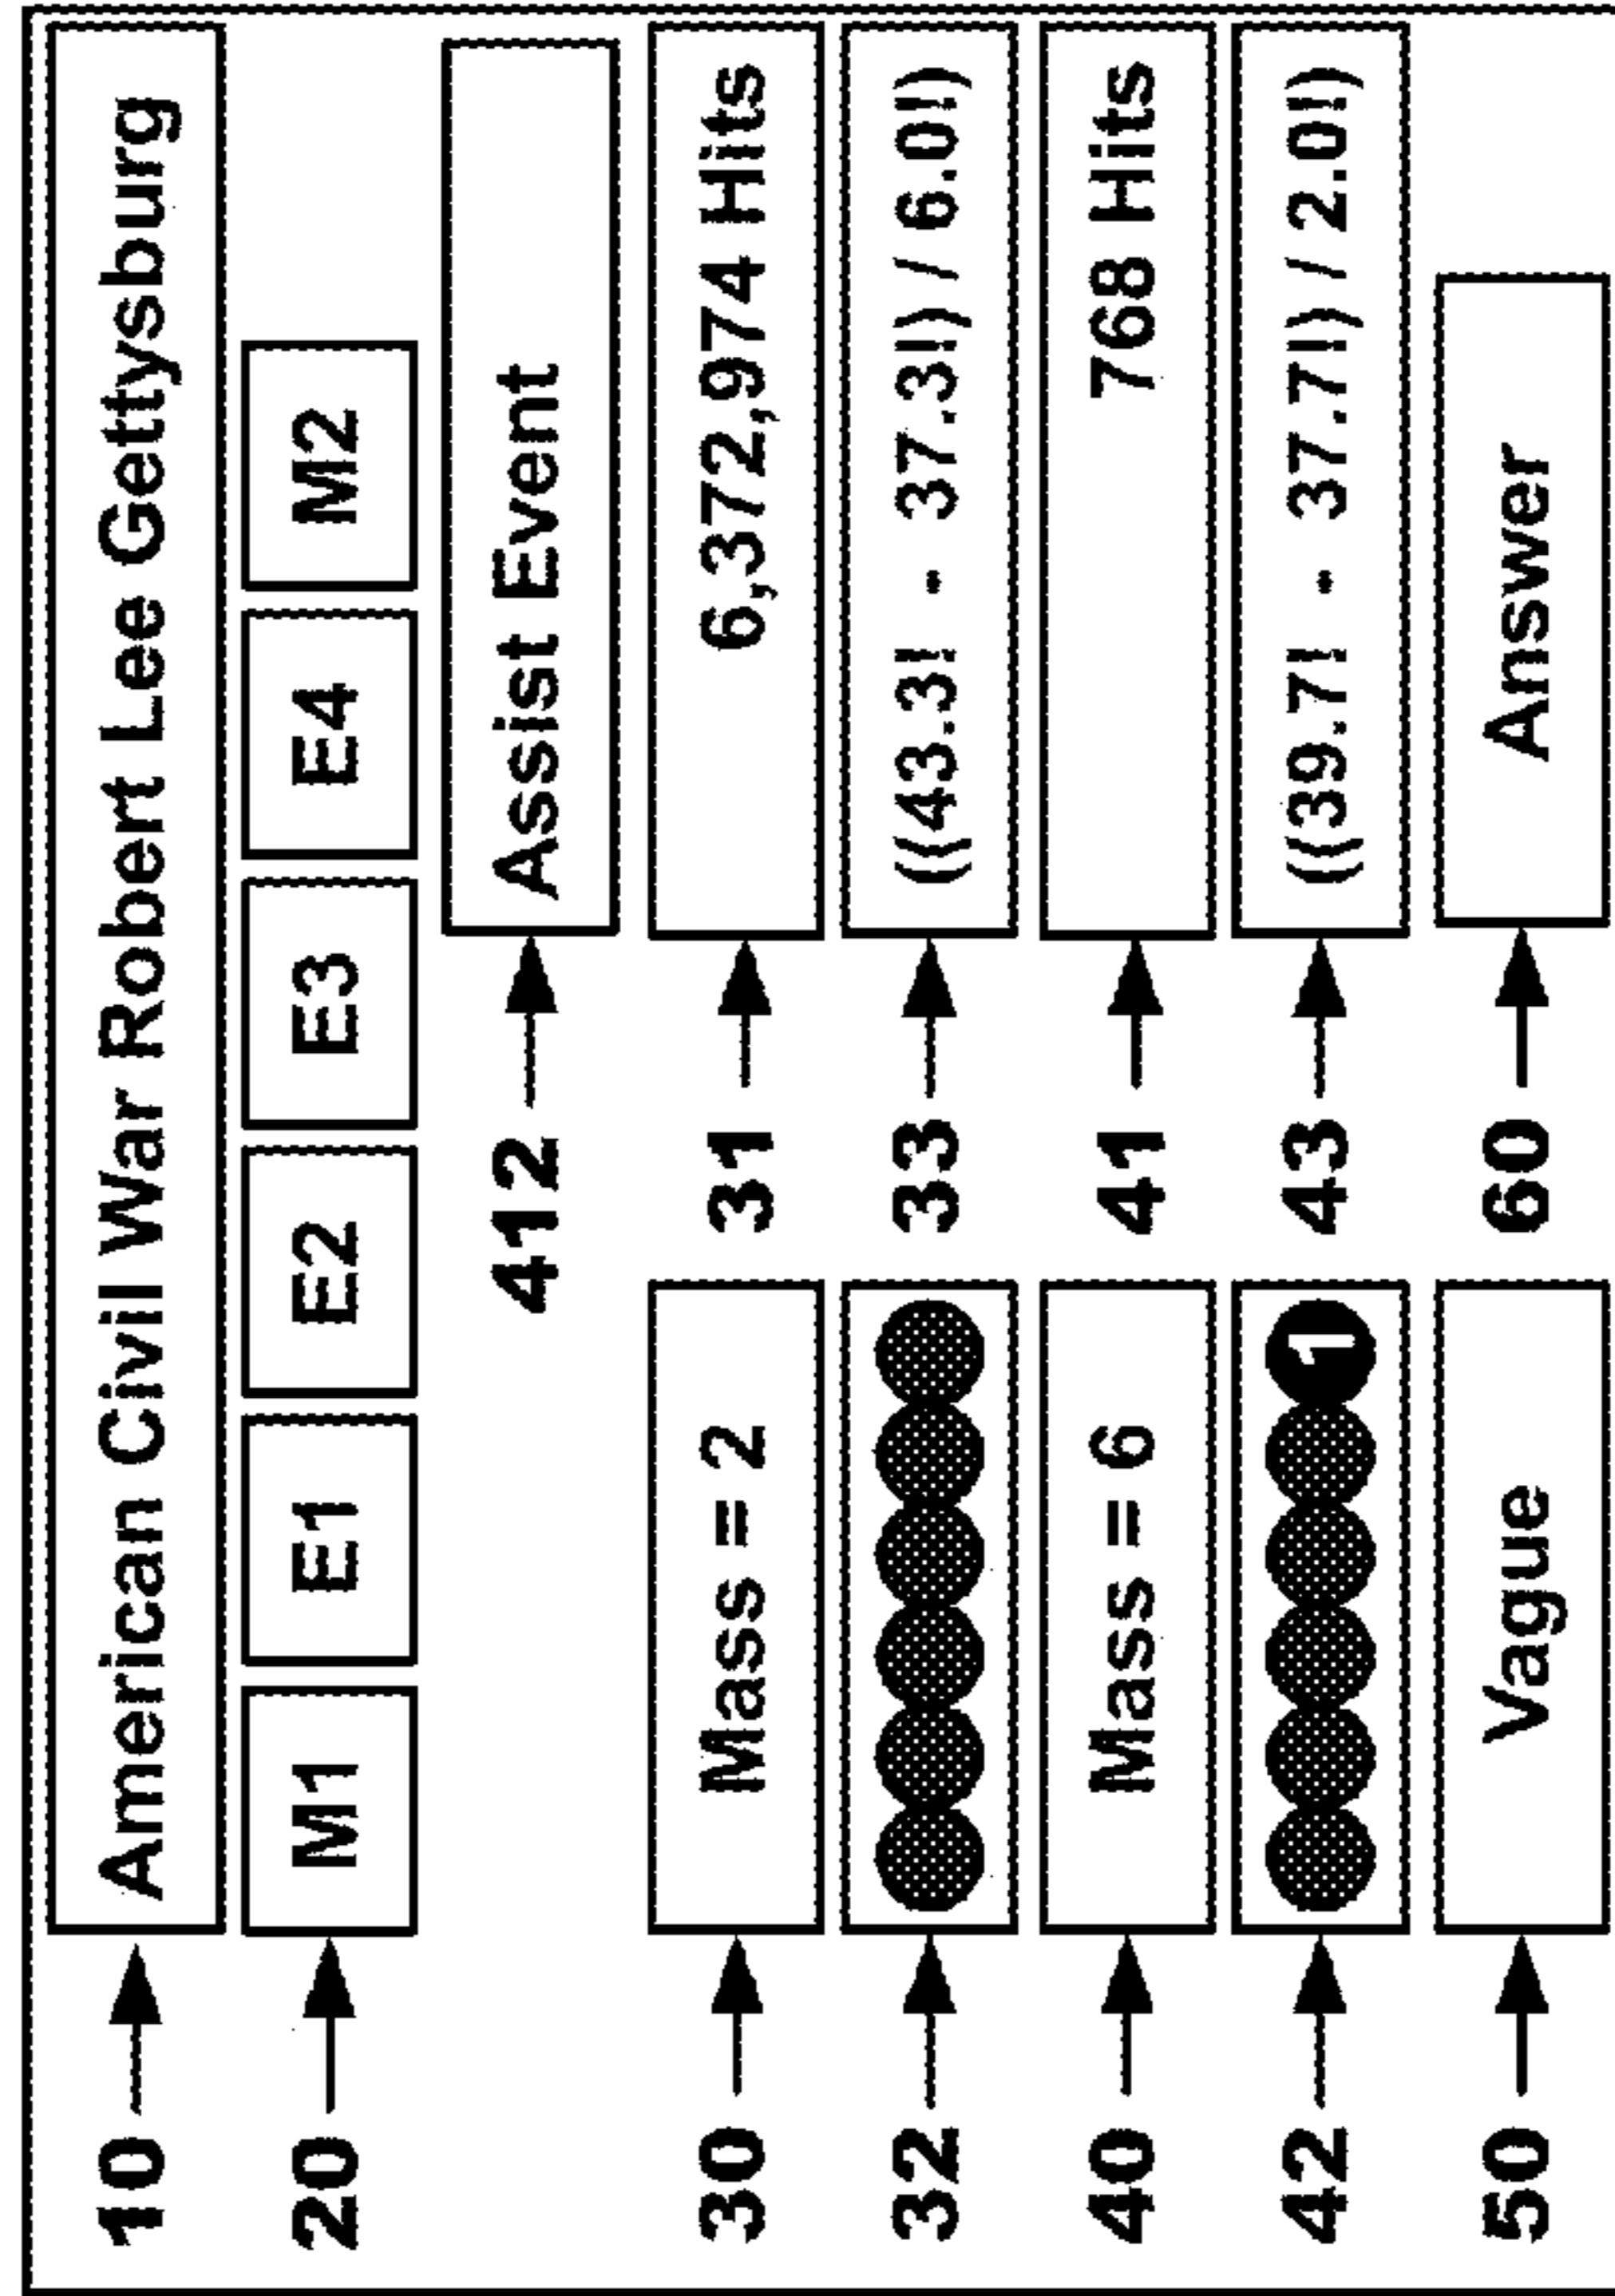 10 American Civil War Robert Lee Gettysburg
20 M1 E1 E2 E3 E4 M2
412 Assist Event
30 Mass = 2 31 6,372,974 Hits
32 33 ((43.3! - 37.3!) / 6.0!)
40 Mass = 6 41 768 Hits
42 1 43 ((39.7! - 37.7!) / 2.0!)
50 Vague 60 Answer